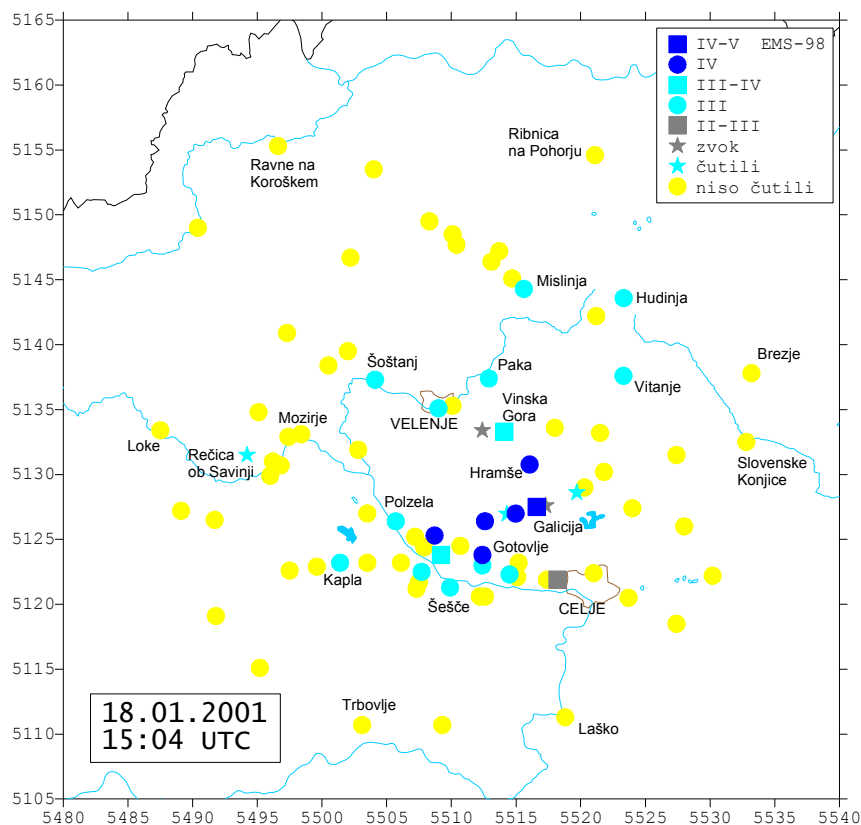 5165
5160
5155
5150
5145
5140
5135
5130
5125
5120
5115
5110
5105
5480 5485 5490 5495 5500 5505 5510 5515 5520 5525 5530 5535 5540
IV-V EMS-98
IV
III-IV
III
II-III
zvok
čutili
niso čutili
Ribnica
na Pohorju
Ravne na
Koroškem
Mislinja
Hudinja
Brezje
Šoštanj
Paka
Vitanje
Vinska
Gora
VELENJE
Mozirje
Loke
Rečica
ob Savinji
Slovenske
Konjice
Hramše
Polzela
Galicija
Gotovlje
Kapla
Šešče
CELJE
Trbovlje
Laško
18.01.2001
15:04 UTC